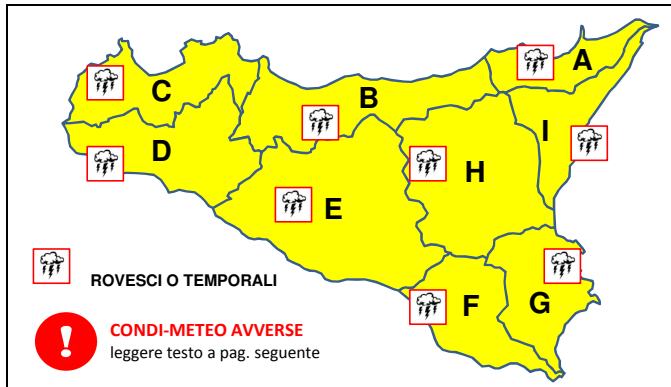 A
C
B
I
D
H
E
ROVESCI O TEMPORALI
F
G
!
CONDI-METEO AVVERSE
leggere testo a pag. seguente